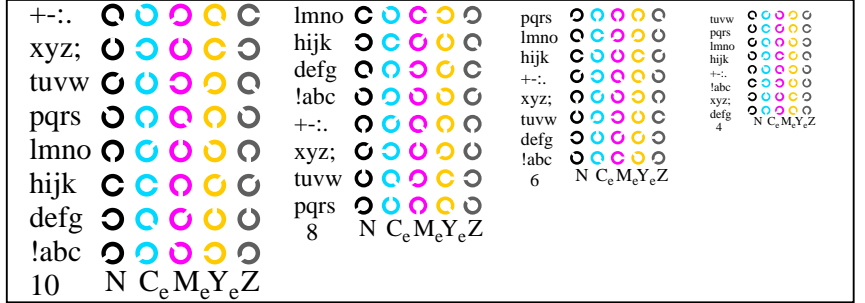 +-:.
xyz;
tuvw
pqrs
lmno
hijk
defg
!abc
10 N CeMeYeZ
lmno
hijk
defg
!abc
+-:.
xyz;
tuvw
pqrs
8 N CeMeYeZ
pqrs
lmno
hijk
+-:.
xyz;
tuvw
defg
!abc
6 N CeMeYeZ
tuvw
pqrs
lmno
hijk
+-:.
!abc
xyz;
defg
4 N CeMeYeZ